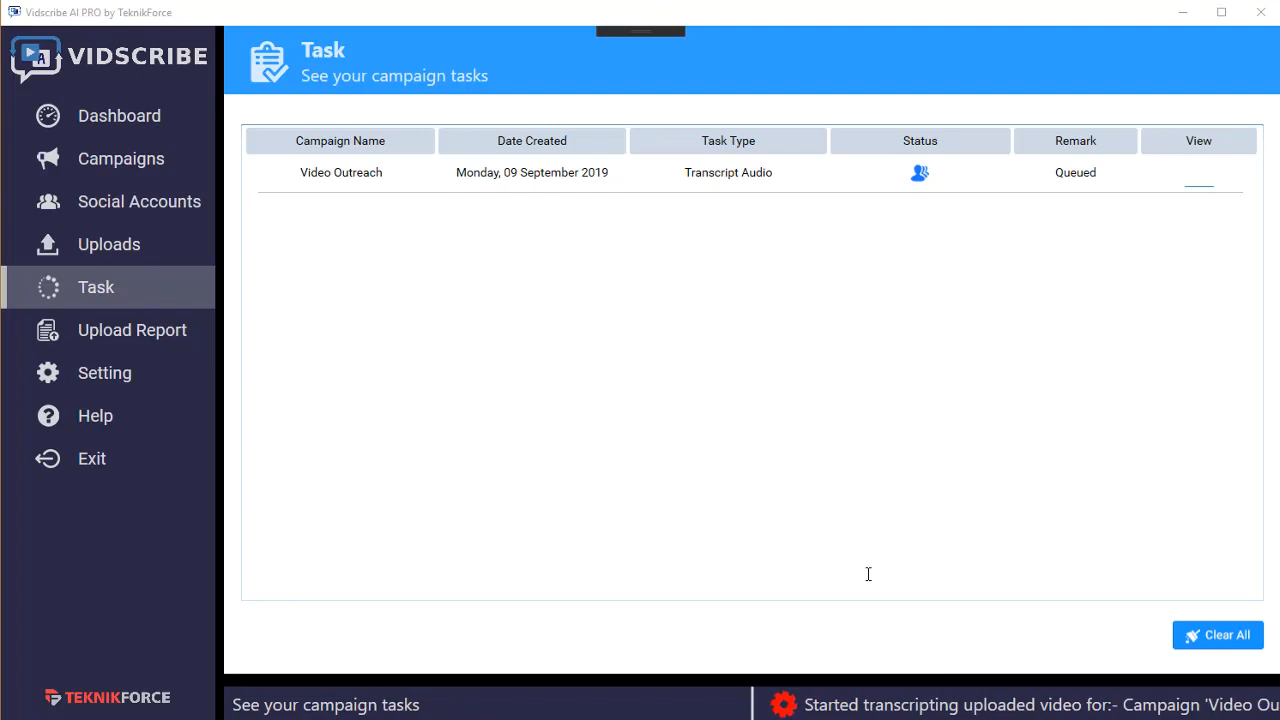 Vidscribe AI PRO by TeknikForce
VIDSCRIBE
Dashboard
Campaigns
Social Accounts
Uploads
Task
Upload Report
Setting
Help
Exit
TEKNIKFORCE
Task
See your campaign tasks
Campaign Name Date Created Task Type Status Remark View
Video Outreach Monday, 09 September 2019 Transcript Audio Queued
Clear All
See your campaign tasks
Started transcripting uploaded video for:- Campaign 'Video Ou